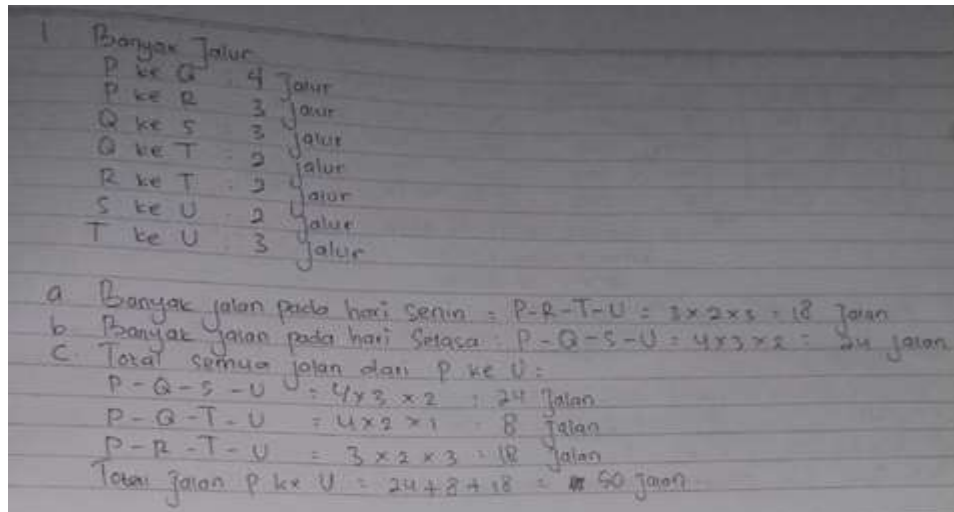 1 Banyak Jalur
P ke Q : 4 Jalur
P ke R 3 jalur
Q ke S 3 jalur
Q ke T : 2 jalur
R ke T : 2 jalur
S ke U : 2 jalur
T ke U : 3 jalur
a Banyak jalan pada hari senin = P-R-T-U = 3 x 2 x 3 = 18 Jalan
b. Banyak jalan pada hari selasa : P - Q - S - U = 4 x 3 x 2 = 24 jalan
C. Total semua jalan dari P ke U :
P - Q - S - U = 4 x 3 x 2 : 24 Jalan
P - Q - T - U = 4 x 2 x 1 : 8 Jalan
P - R - T - U = 3 x 2 x 3 = 18 Jalan
Total Jalan P ke U = 24 + 8 + 18 = 50 Jalan